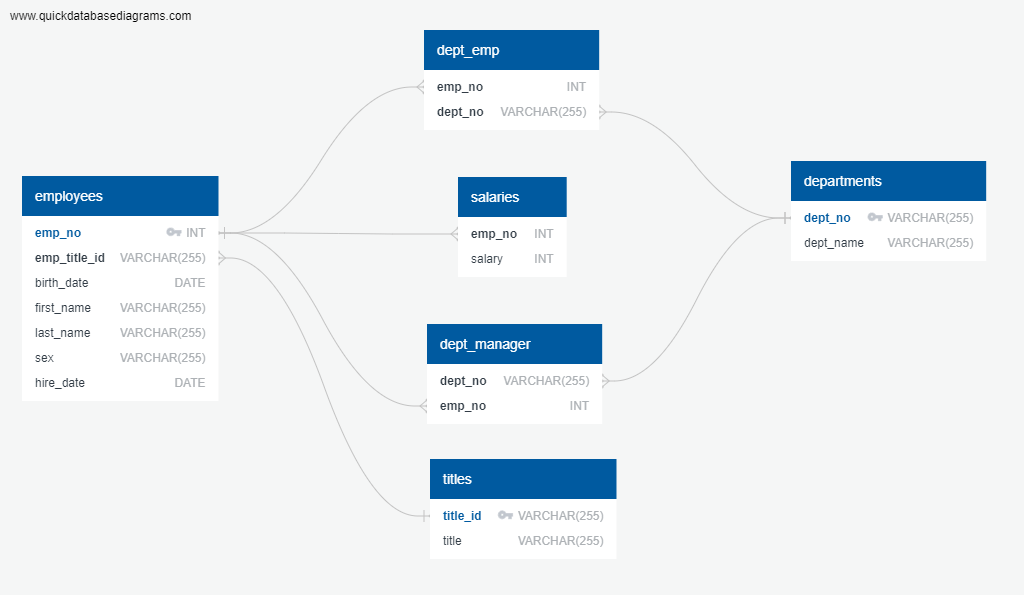 www.quickdatabasediagrams.com
dept_emp
emp_no INT
dept_no VARCHAR(255)
employees
emp_no INT
emp_title_id VARCHAR(255)
birth_date DATE
first_name VARCHAR(255)
last_name VARCHAR(255)
sex VARCHAR(255)
hire_date DATE
salaries
emp_no INT
salary INT
departments
dept_no VARCHAR(255)
dept_name VARCHAR(255)
dept_manager
dept_no VARCHAR(255)
emp_no INT
titles
title_id VARCHAR(255)
title VARCHAR(255)